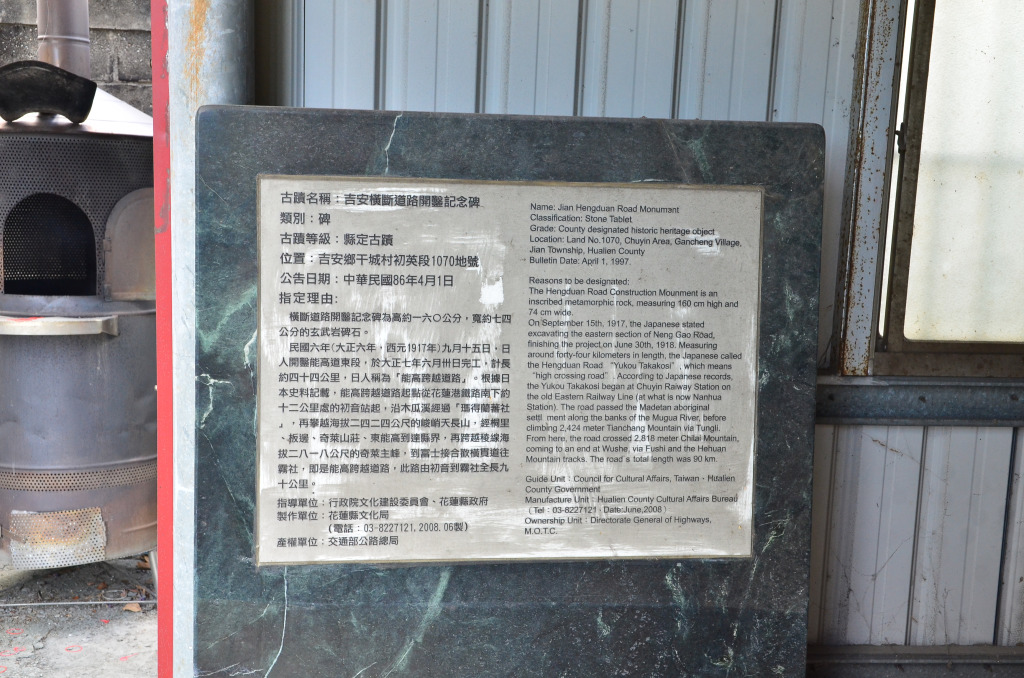 古蹟名稱：吉安橫斷道路開鑿記念碑
類別：碑
古蹟等級：縣定古蹟
位置：吉安鄉干城村初英段1070地號
公告日期：中華民國86年4月1日
指定理由：
橫斷道路開鑿記念碑為高約一六〇公分，寬約七四
公分的玄武岩碑石。
民國六年(大正六年，西元1917年)九月十五日，日
人開鑿能高道東段，於大正七年六月卅日完工，計長
約四十四公里，日人稱為「能高跨越道路」。根據日
本史料記載，能高跨越道路起點從花蓮港鐵路南下約
十二公里處的初音站起，沿木瓜溪經過「瑪得蘭蕃社
」，再攀越海拔二四二四公尺的峻峭天長山，經桐里
、坂邊、奇萊山莊、東能高到達縣界，再跨越稜線海
拔二八一八公尺的奇萊主峰，到富士接合歡橫貫道往
霧社，即是能高跨越道路，此路由初音到霧社全長九
十公里。
指導單位：行政院文化建設委員會、花蓮縣政府
製作單位：花蓮縣文化局
(電話：03-8227121, 2008. 06製)
產權單位：交通部公路總局
Name: Jian Hengduan Road Monumant
Classification: Stone Tablet
Grade: County designated historic heritage object
Location: Land No.1070, Chuyin Area, Gancheng Village,
Jian Township, Hualien County
Bulletin Date: April 1, 1997.
Reasons to be designated:
The Hengduan Road Construction Mounment is an
inscribed metamorphic rock, measuring 160 cm high and
74 cm wide.
On September 15th, 1917, the Japanese stated
excavating the eastern section of Neng Gao Road,
finishing the project on June 30th, 1918. Measuring
around forty-four kilometers in length, the Japanese called
the Hengduan Road "Yukou Takakosi", which means
"high crossing road". According to Japanese records,
the Yukou Takakosi began at Chuyin Raiway Station on
the old Eastern Railway Line (at what is now Nanhua
Station). The road passed the Madetan aboriginal
settl ment along the banks of the Mugua River, before
climbing 2,424 meter Tianchang Mountain via Tungli.
From here, the road crossed 2,818 meter Chilai Mountain,
coming to an end at Wushe, via Fushi and the Hehuan
Mountain tracks. The road's total length was 90 km.
Guide Unit：Council for Cultural Affairs, Taiwan．Hualien
County Government
Manufacture Unit：Hualien County Cultural Affairs Bureau
(Tel：03-8227121．Date:June,2008)
Ownership Unit：Directorate General of Highways,
M.O.T.C.